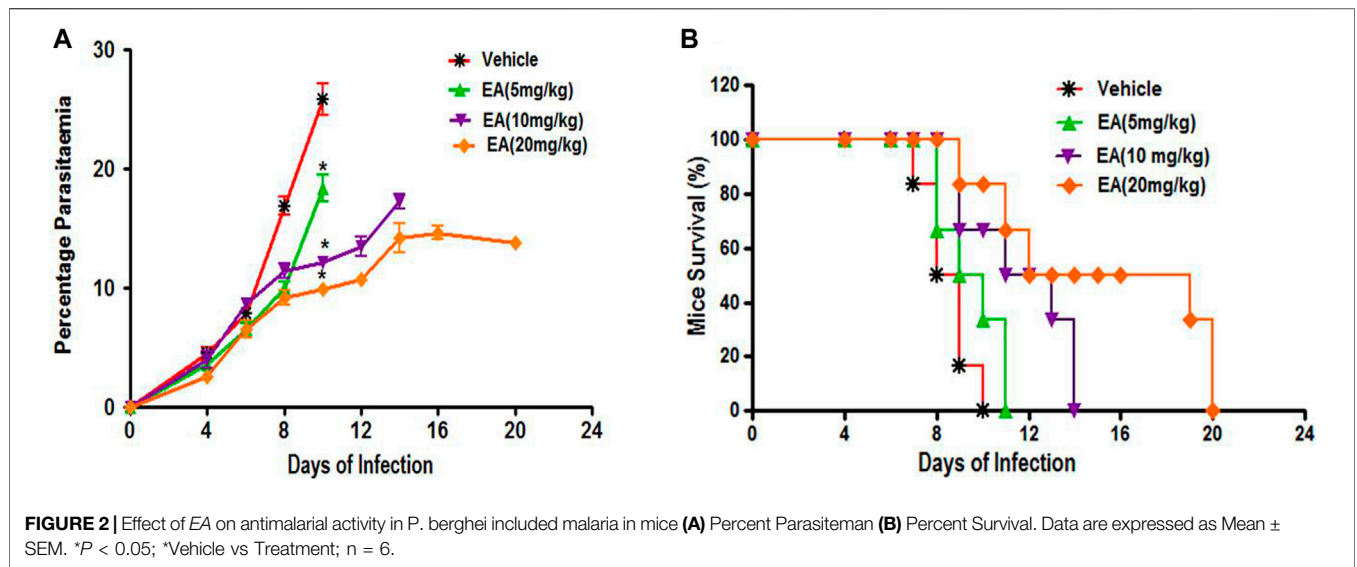 A
30
20
10
0
Percentage Parasitaemia
Vehicle
EA(5mg/kg)
EA(10mg/kg)
EA(20mg/kg)
*
*
*
0 4 8 12 16 20 24
Days of Infection
B
120
100
80
60
40
20
0
Mice Survival (%)
Vehicle
EA(5mg/kg)
EA(10 mg/kg)
EA(20mg/kg)
0 4 8 12 16 20 24
Days of Infection
FIGURE 2 | Effect of EA on antimalarial activity in P. berghei included malaria in mice (A) Percent Parasiteman (B) Percent Survival. Data are expressed as Mean ±
SEM. *P < 0.05; *Vehicle vs Treatment; n = 6.